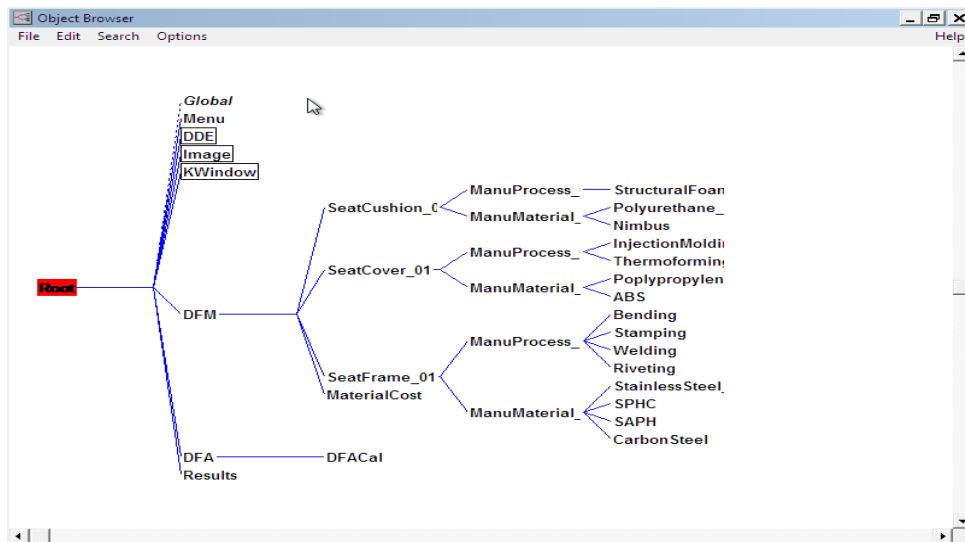 Object Browser
File Edit Search Options Help
Global
Menu
DDE
Image
KWindow
ManuProcess_ StructuralFoan
SeatCushion_0 Polyurethane_
ManuMaterial_ Nimbus
InjectionMoldi
ManuProcess_ Thermoforming
SeatCover_01
ManuMaterial_ Poplypropylen
Root ABS
DFM Bending
Stamping
ManuProcess_ Welding
Riveting
SeatFrame_01 StainlessSteel_
MaterialCost SPHC
ManuMaterial_ SAPH
CarbonSteel
DFA DFACal
Results